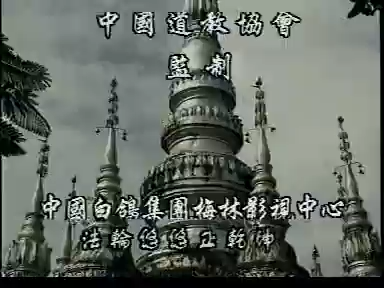 中國道教協會
監制
中國白鴿集團梅林影視中心
法輪悠悠正乾坤